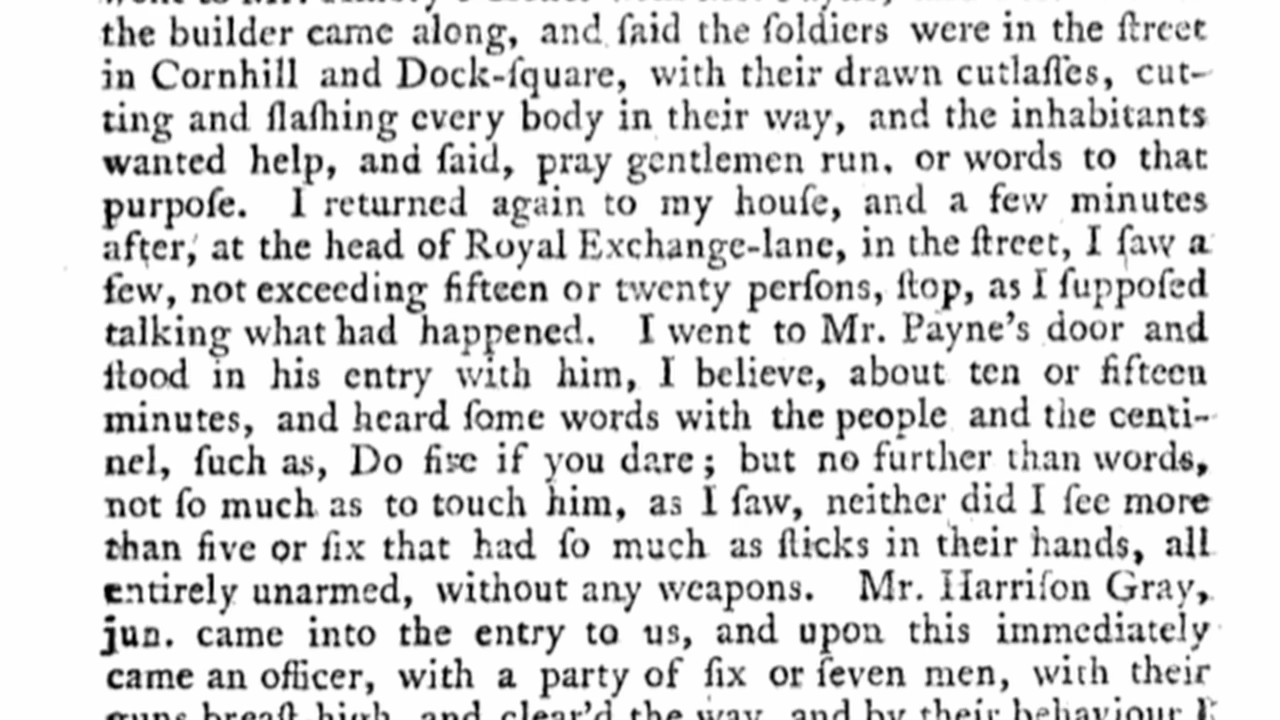 the builder came along, and ſaid the ſoldiers were in the ſtreet
in Cornhill and Dock-ſquare, with their drawn cutlaſſes, cut-
ting and ſlaſhing every body in their way, and the inhabitants
wanted help, and ſaid, pray gentlemen run. or words to that
purpoſe. I returned again to my houſe, and a few minutes
after, at the head of Royal Exchange-lane, in the ſtreet, I ſaw a
few, not exceeding fifteen or twenty perſons, ſtop, as I ſuppoſed
talking what had happened. I went to Mr. Payne's door and
ſtood in his entry with him, I believe, about ten or fifteen
minutes, and heard ſome words with the people and the centi-
nel, ſuch as, Do fire if you dare; but no further than words,
not ſo much as to touch him, as I ſaw, neither did I ſee more
than five or ſix that had ſo much as ſticks in their hands, all
entirely unarmed, without any weapons. Mr. Harriſon Gray,
jun. came into the entry to us, and upon this immediately
came an officer, with a party of ſix or ſeven men, with their
guns breaſt-high, and clear'd the way, and by their behaviour I